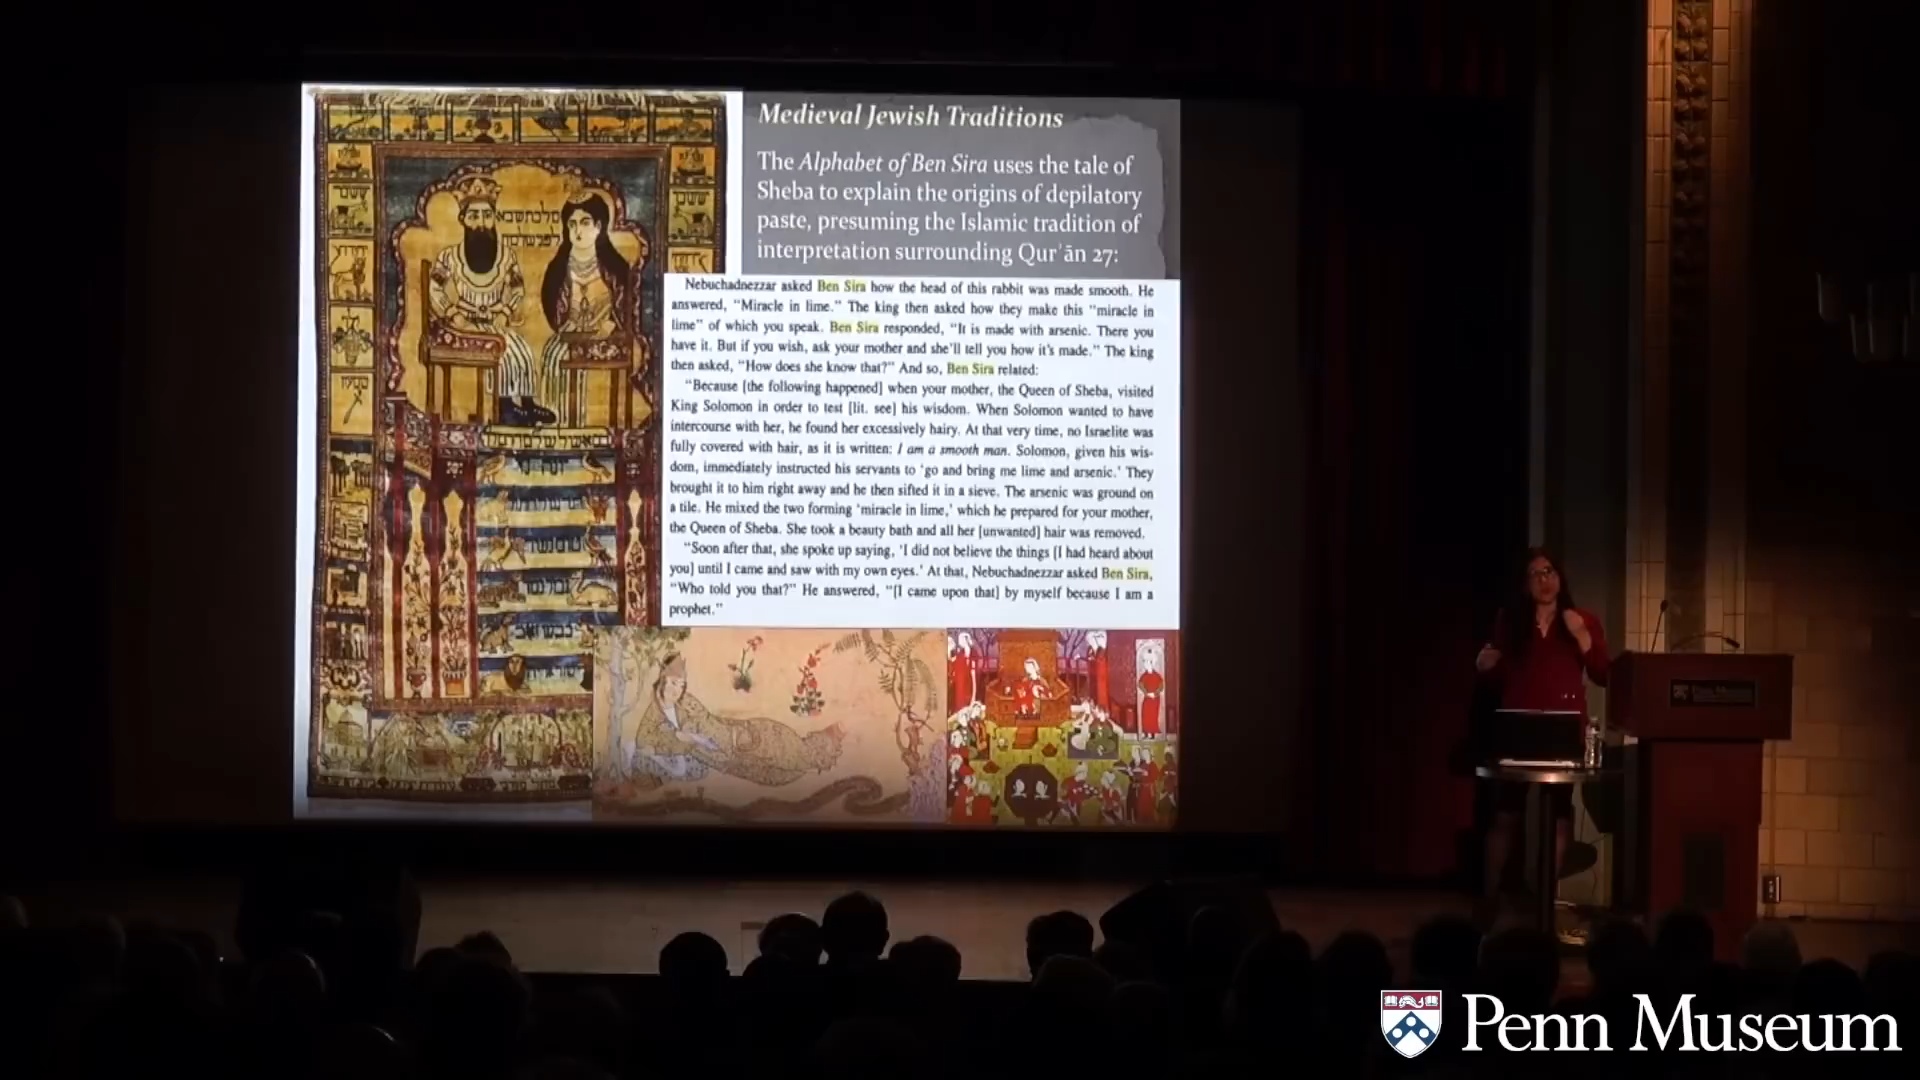 Medieval Jewish Traditions
The Alphabet of Ben Sira uses the tale of
Sheba to explain the origins of depilatory
paste, presuming the Islamic tradition of
interpretation surrounding Qurʾān 27:
Nebuchadnezzar asked Ben Sira how the head of this rabbit was made smooth. He
answered, “Miracle in lime.” The king then asked how they make this “miracle in
lime” of which you speak. Ben Sira responded, “It is made with arsenic. There you
have it. But if you wish, ask your mother and she’ll tell you how it’s made.” The king
then asked, “How does she know that?” And so, Ben Sira related:
“Because [the following happened] when your mother, the Queen of Sheba, visited
King Solomon in order to test [lit. see] his wisdom. When Solomon wanted to have
intercourse with her, he found her excessively hairy. At that very time, no Israelite was
fully covered with hair, as it is written: I am a smooth man. Solomon, given his wis-
dom, immediately instructed his servants to ‘go and bring me lime and arsenic.’ They
brought it to him right away and he then sifted it in a sieve. The arsenic was ground on
a tile. He mixed the two forming ‘miracle in lime,’ which he prepared for your mother,
the Queen of Sheba. She took a beauty bath and all her [unwanted] hair was removed.
“Soon after that, she spoke up saying, ‘I did not believe the things [I had heard about
you] until I came and saw with my own eyes.’ At that, Nebuchadnezzar asked Ben Sira,
“Who told you that?” He answered, “[I came upon that] by myself because I am a
prophet.”
Penn Museum
Penn Museum